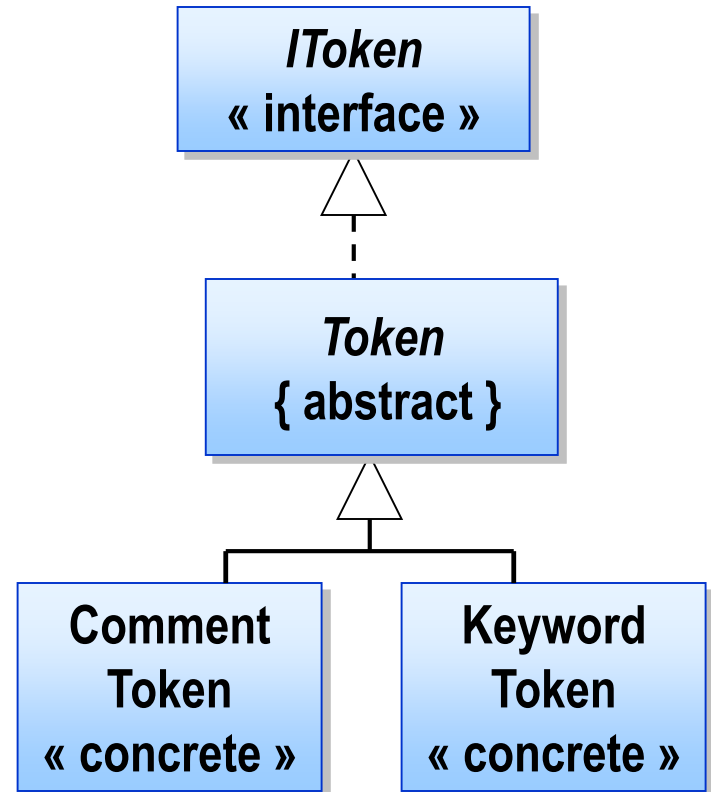 IToken
« interface »
Token
{ abstract }
Comment
Token
« concrete »
Keyword
Token
« concrete »